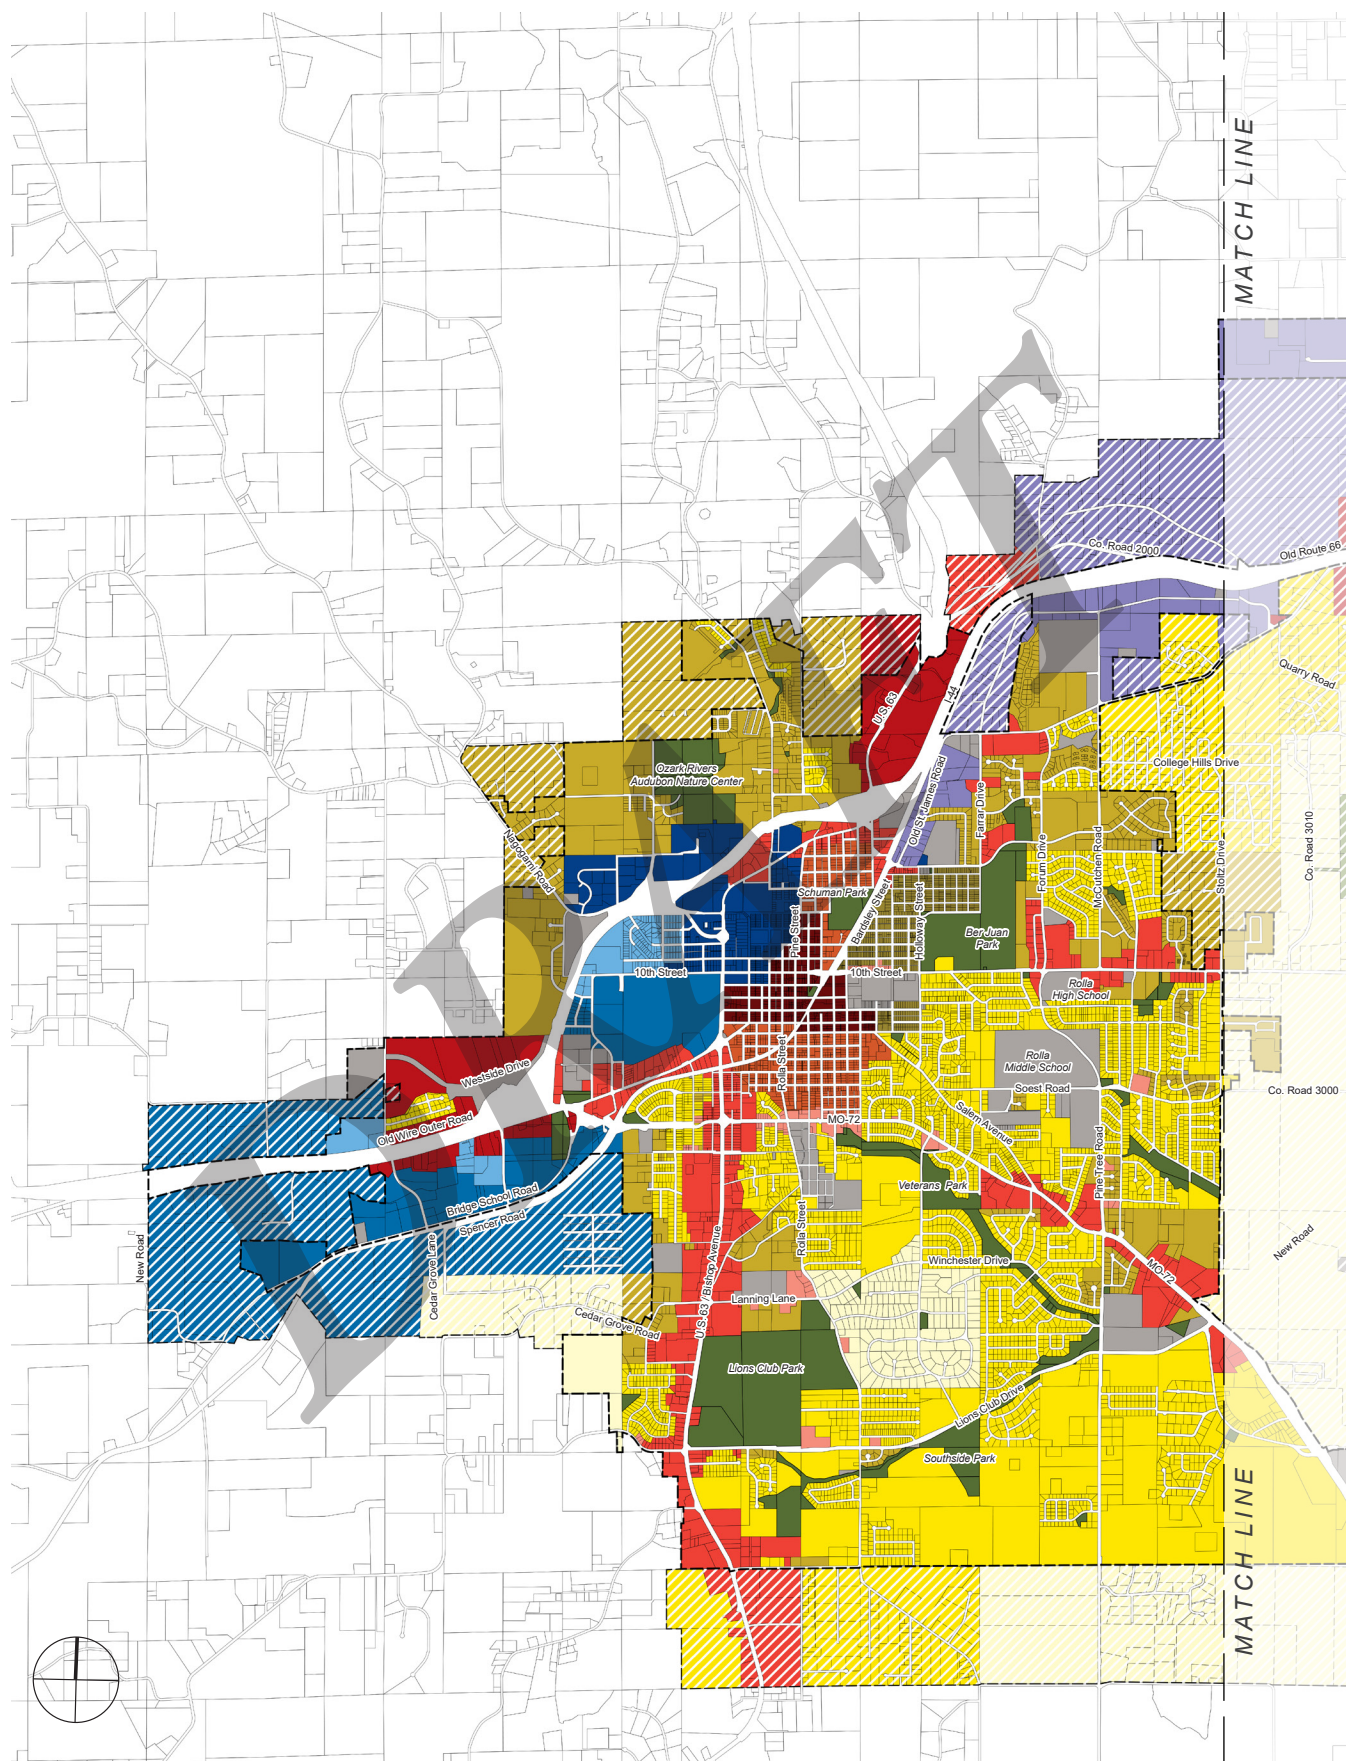 MATCH LINE
Co. Road 2000
Old Route 66
Quarry Road
U.S. 63
I-44
College Hills Drive
Ozark Rivers
Audubon Nature Center
Old St. James Road
Farrar Drive
Nagogami Road
Forum Drive
McCutchen Road
Stoltz Drive
Co. Road 3010
Schuman Park
Pine Street
Bardsley Street
Holloway Street
Ber Juan
Park
10th Street
10th Street
Rolla
High School
Rolla
Middle School
Rolla Street
Westside Drive
Soest Road
Co. Road 3000
Old Wire Outer Road
MO-72
Salem Avenue
Pine Tree Road
Veterans Park
Bridge School Road
Spencer Road
New Road
Cedar Grove Lane
U.S. 63 / Bishop Avenue
Rolla Street
Winchester Drive
MO-72
New Road
Lanning Lane
Cedar Grove Road
Lions Club Park
Lions Club Drive
Southside Park
MATCH LINE
DRAFT